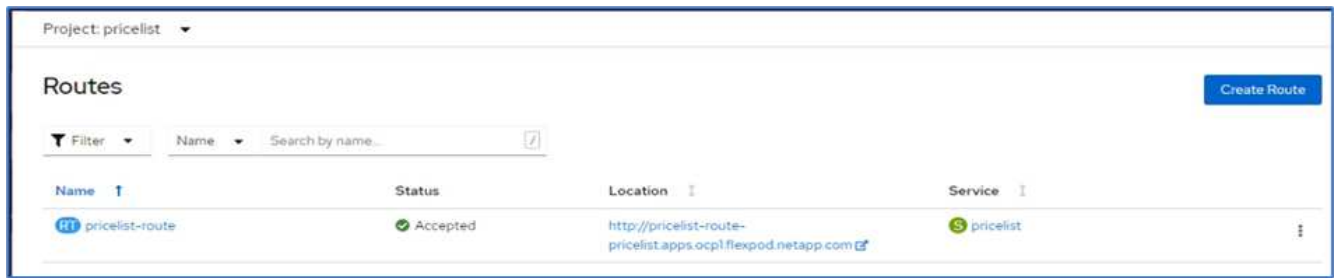 Project: pricelist
Routes
Create Route
Filter
Name
Search by name...
/
Name
Status
Location
Service
RT pricelist-route
Accepted
http://pricelist-route-
pricelist.apps.ocp1.flexpod.netapp.com
S pricelist